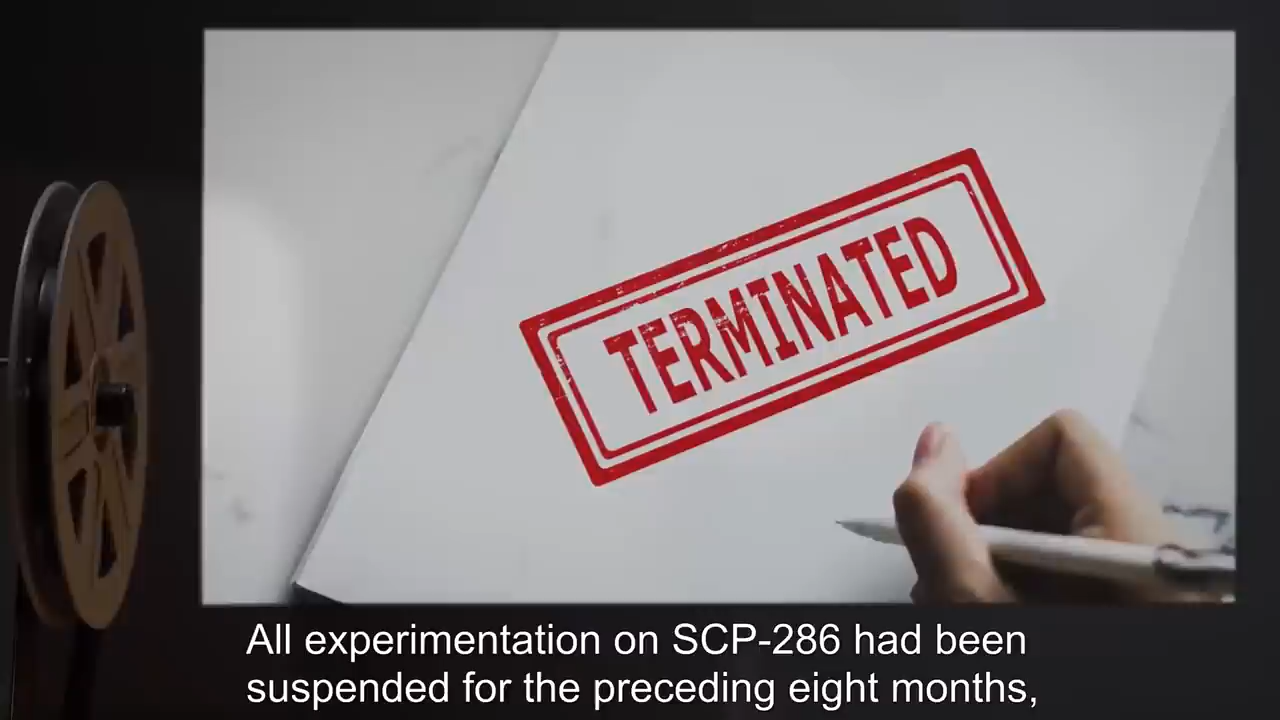 TERMINATED
All experimentation on SCP-286 had been
suspended for the preceding eight months,